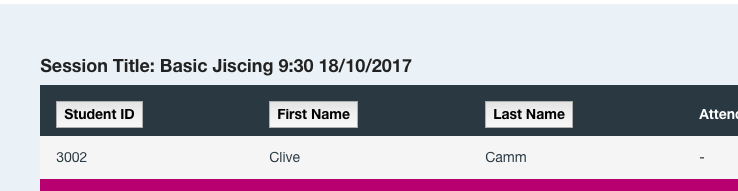 Session Title: Basic Jiscing 9:30 18/10/2017
Student ID First Name Last Name
3002 Clive Camm -